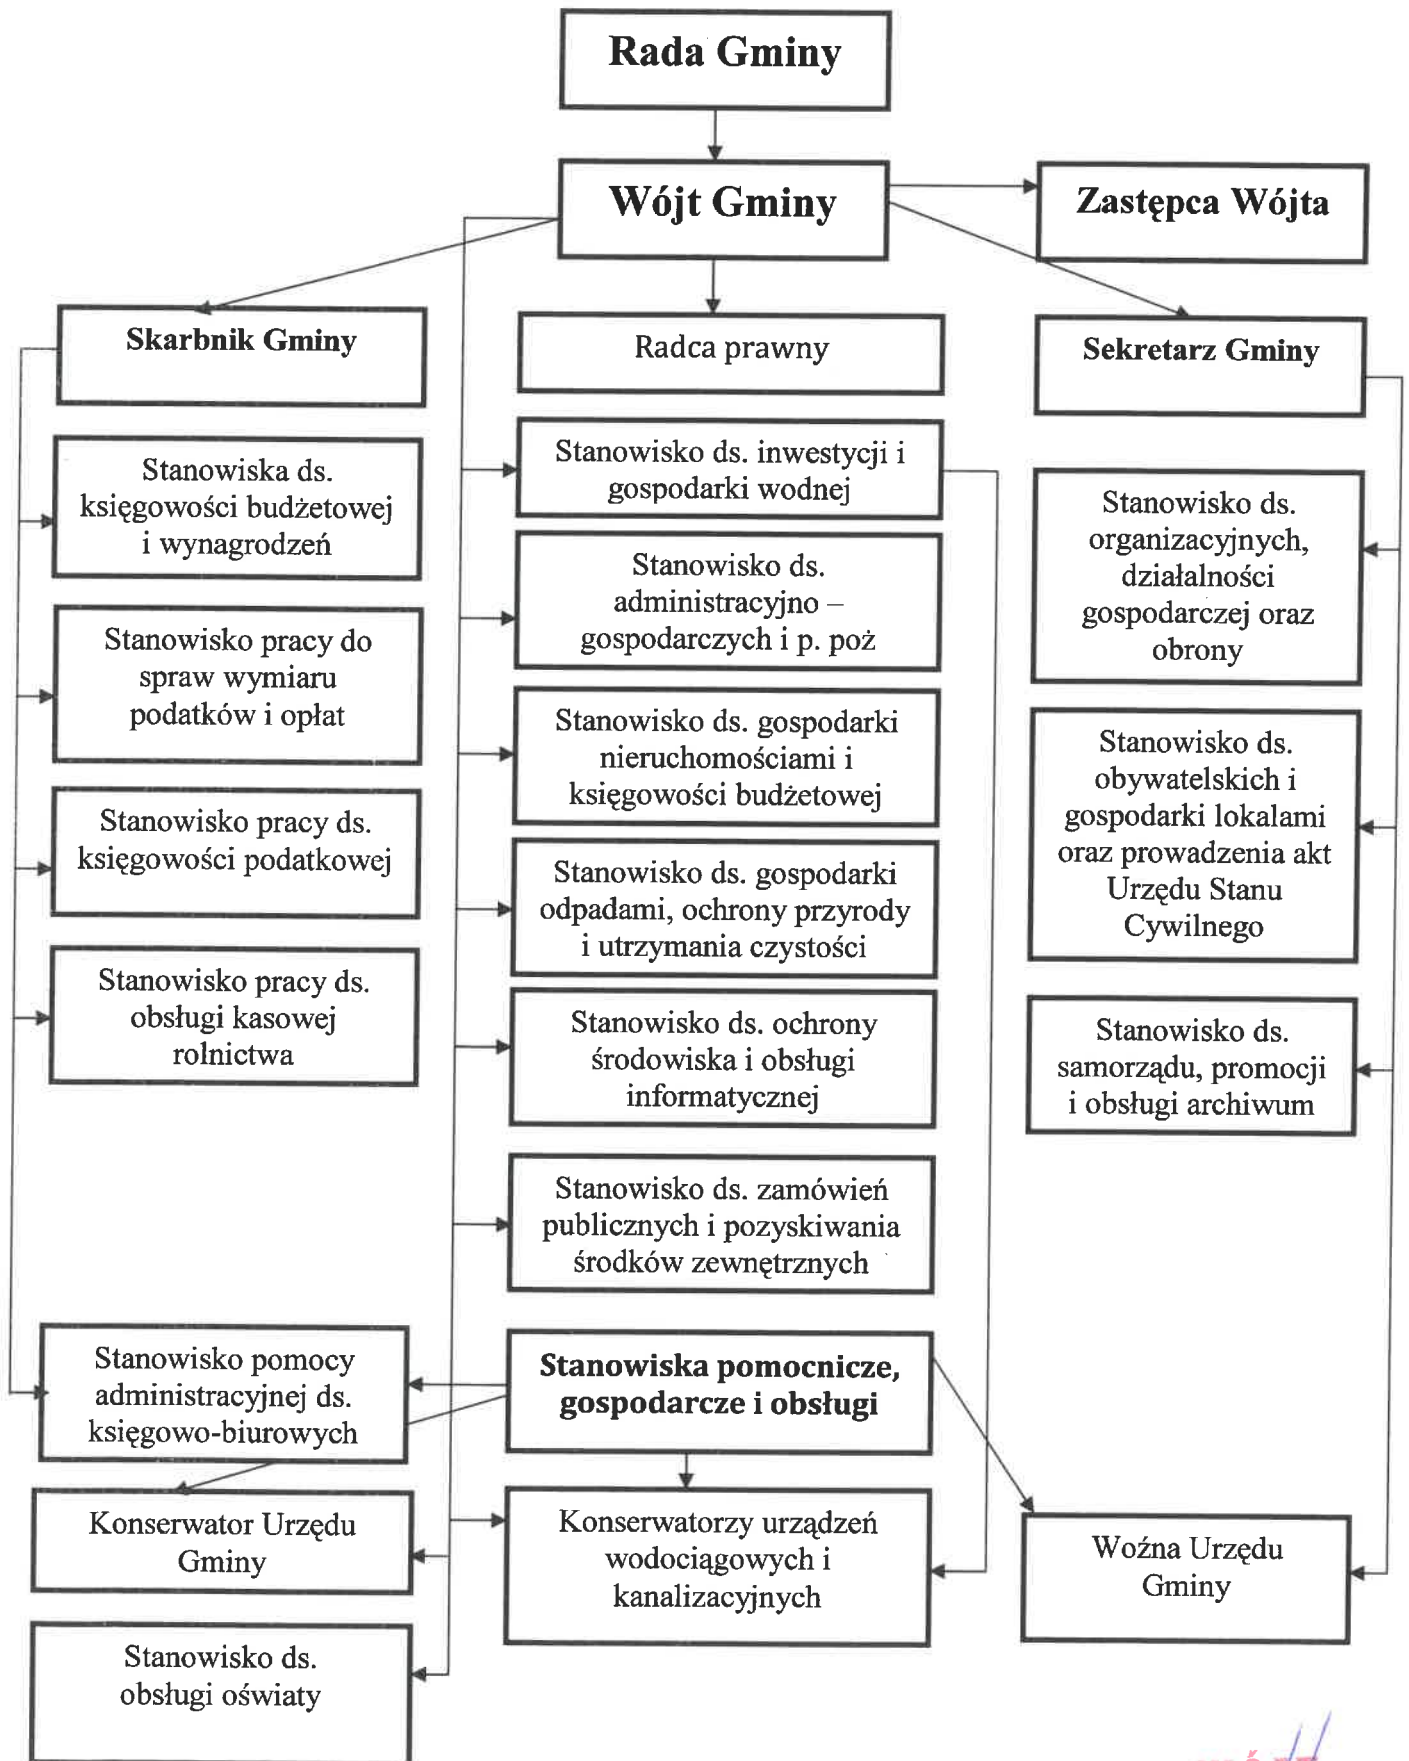 Rada Gminy
Wójt Gminy
Zastępca Wójta
Skarbnik Gminy
Radca prawny
Sekretarz Gminy
Stanowiska ds.
księgowości budżetowej
i wynagrodzeń
Stanowisko pracy do
spraw wymiaru
podatków i opłat
Stanowisko pracy ds.
księgowości podatkowej
Stanowisko pracy ds.
obsługi kasowej
rolnictwa
Stanowisko ds. inwestycji i
gospodarki wodnej
Stanowisko ds.
administracyjno –
gospodarczych i p. poż
Stanowisko ds. gospodarki
nieruchomościami i
księgowości budżetowej
Stanowisko ds. gospodarki
odpadami, ochrony przyrody
i utrzymania czystości
Stanowisko ds. ochrony
środowiska i obsługi
informatycznej
Stanowisko ds. zamówień
publicznych i pozyskiwania
środków zewnętrznych
Stanowisko ds.
organizacyjnych,
działalności
gospodarczej oraz
obrony
Stanowisko ds.
obywatelskich i
gospodarki lokalami
oraz prowadzenia akt
Urzędu Stanu
Cywilnego
Stanowisko ds.
samorządu, promocji
i obsługi archiwum
Stanowisko pomocy
administracyjnej ds.
księgowo-biurowych
Stanowiska pomocnicze,
gospodarcze i obsługi
Konserwator Urzędu
Gminy
Konserwatorzy urządzeń
wodociągowych i
kanalizacyjnych
Woźna Urzędu
Gminy
Stanowisko ds.
obsługi oświaty